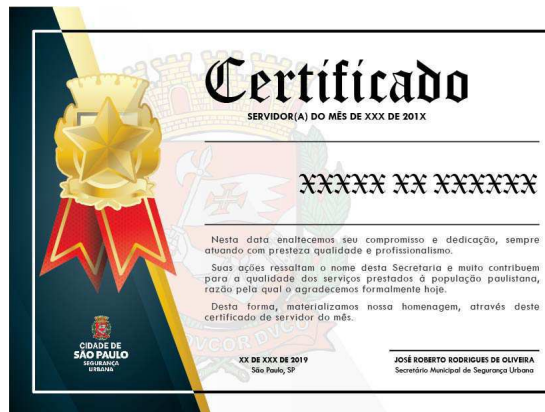 Certificado
SERVIDOR(A) DO MÊS DE XXX DE 201X
XXXXX XX XXXXXX
Nesta data enaltecemos seu compromisso e dedicação, sempre
atuando com presteza qualidade e profissionalismo.
Suas ações ressaltam o nome desta Secretaria e muito contribuem
para a qualidade dos serviços prestados á população paulistana,
razão pela qual o agradecemos formalmente hoje.
Desta forma, materializamos nossa homenagem, através deste
certificado de servidor do mês.
DVCOR DVCO
CIDADE DE
SÃO PAULO
SEGURANÇA
URBANA
XX DE XXX DE 2019
São Paulo, SP
JOSÉ ROBERTO RODRIGUES DE OLIVEIRA
Secretário Municipal de Segurança Urbana